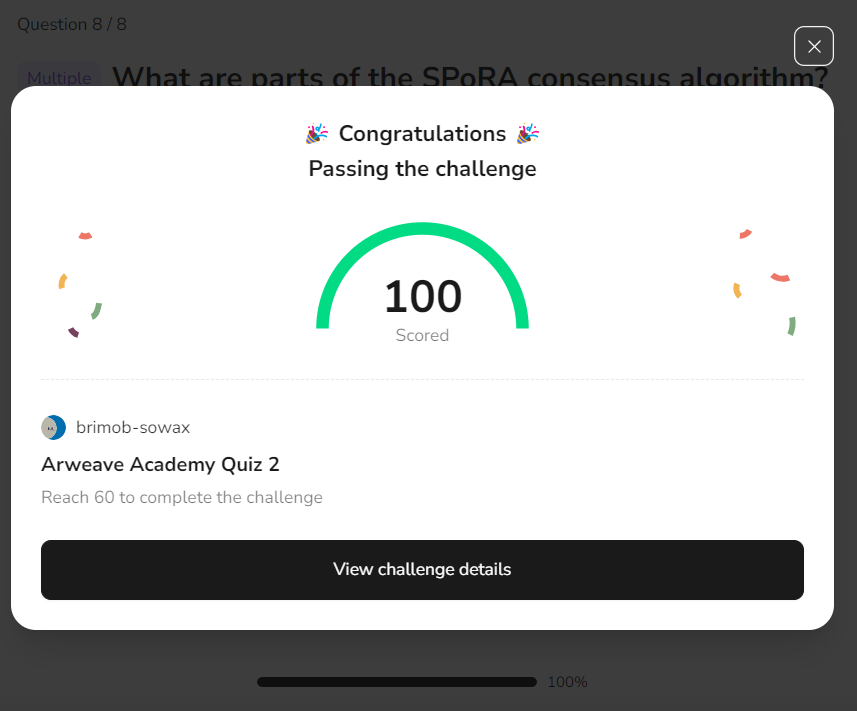 Question 8 / 8
Multiple What are parts of the SPoRA consensus algorithm?
Congratulations
Passing the challenge
100
Scored
brimob-sowax
Arweave Academy Quiz 2
Reach 60 to complete the challenge
View challenge details
100%